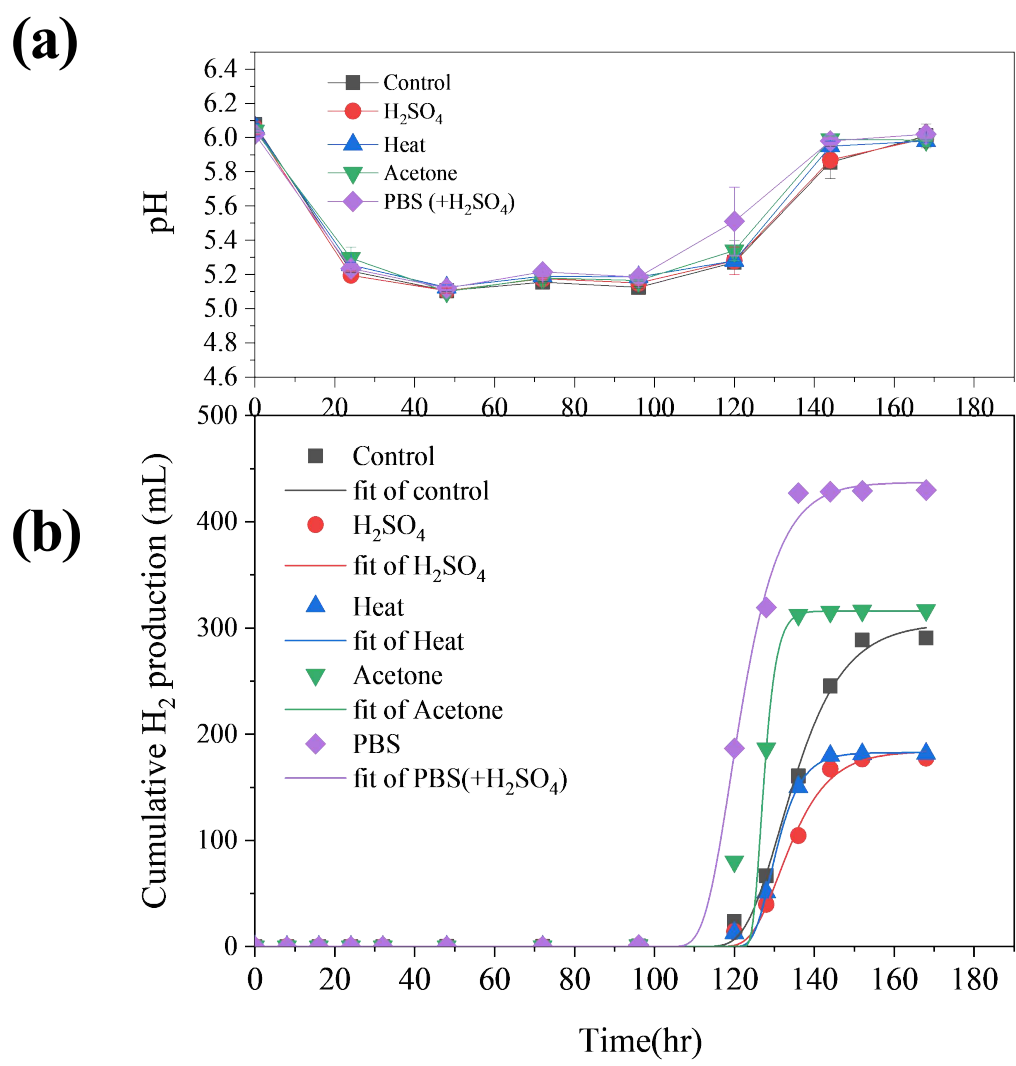 (a)
6.4
6.2
6.0
5.8
5.6
5.4
5.2
5.0
4.8
4.6
pH
Control
H₂SO₄
Heat
Acetone
PBS (+H₂SO₄)
0 20 40 60 80 100 120 140 160 180
(b)
500
400
300
200
100
0
Cumulative H₂ production (mL)
Control
fit of control
H₂SO₄
fit of H₂SO₄
Heat
fit of Heat
Acetone
fit of Acetone
PBS
fit of PBS(+H₂SO₄)
0 20 40 60 80 100 120 140 160 180
Time(hr)